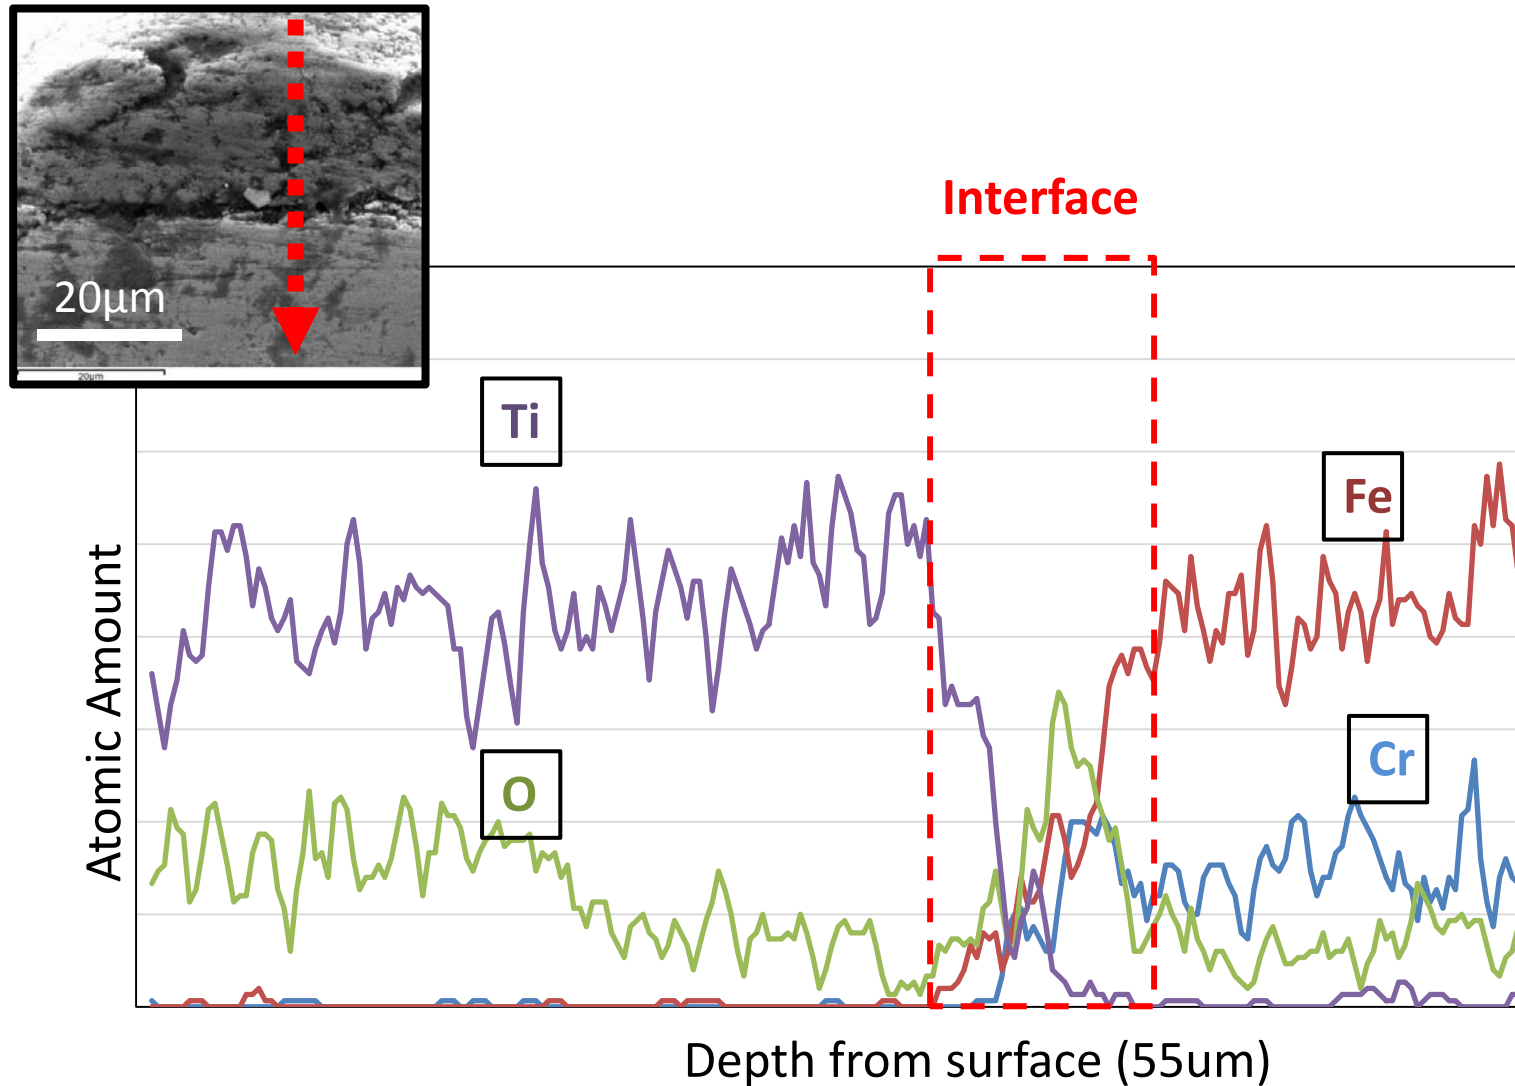 20µm
20µm
Interface
Ti
Fe
O
Cr
Atomic Amount
Depth from surface (55um)